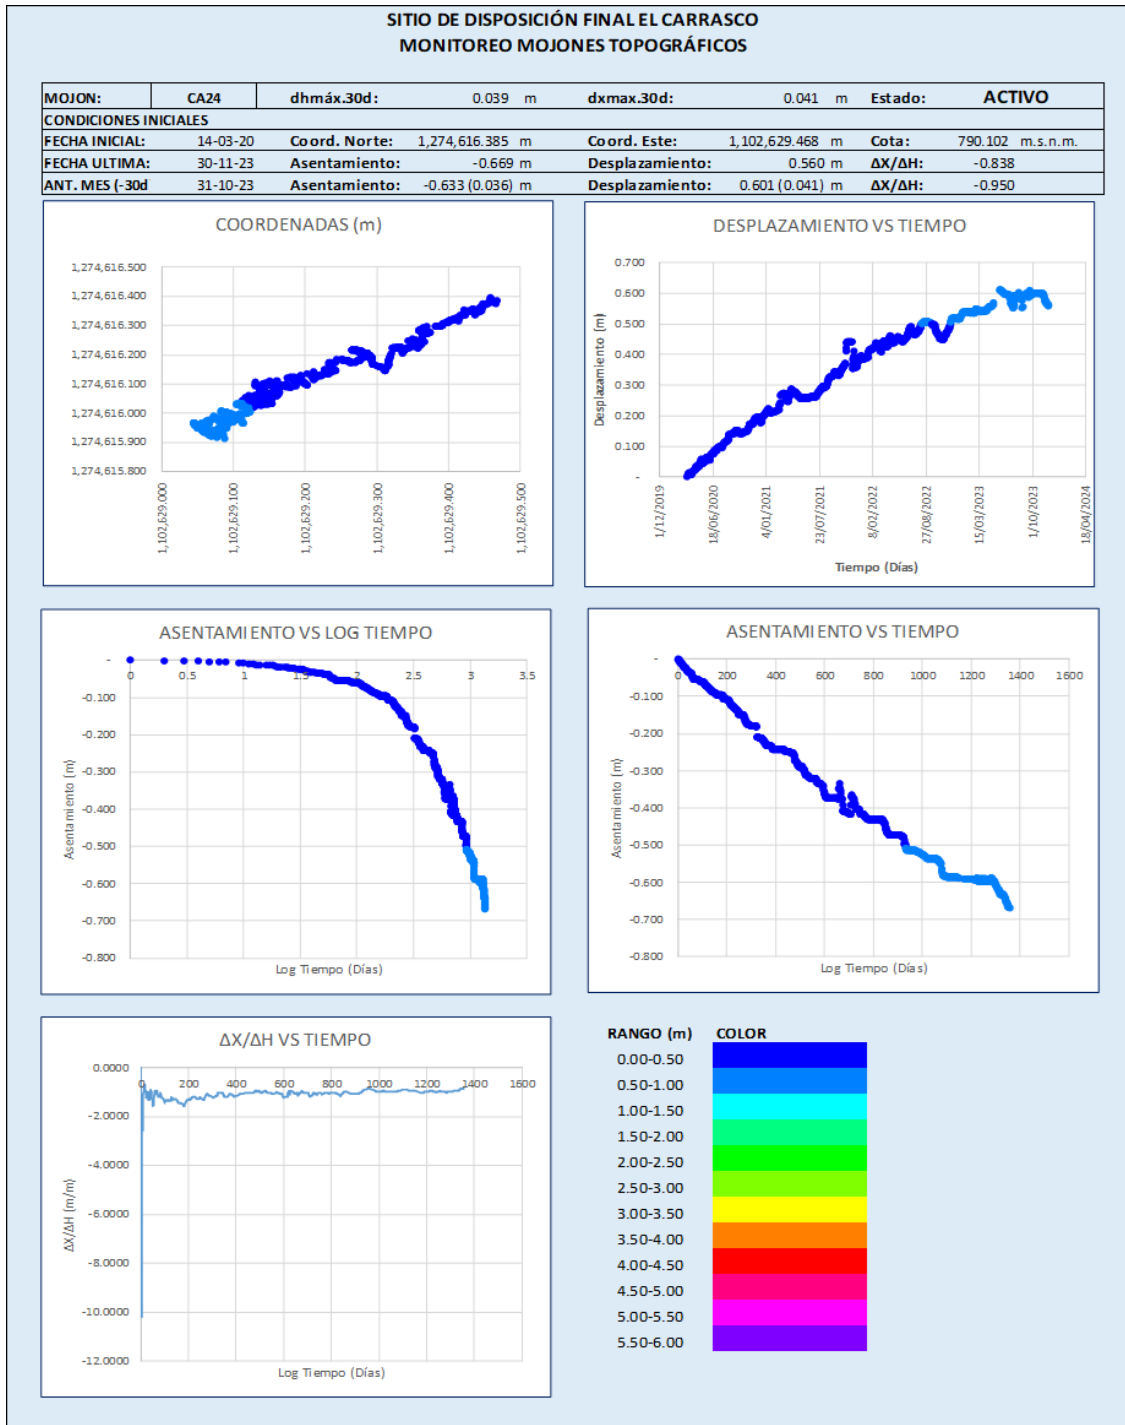 SITIO DE DISPOSICIÓN FINAL EL CARRASCO
MONITOREO MOJONES TOPOGRÁFICOS
MOJON: CA24 dhmáx.30d: 0.039 m dxmax.30d: 0.041 m Estado: ACTIVO
CONDICIONES INICIALES
FECHA INICIAL: 14-03-20 Coord. Norte: 1,274,616.385 m Coord. Este: 1,102,629.468 m Cota: 790.102 m.s.n.m.
FECHA ULTIMA: 30-11-23 Asentamiento: -0.669 m Desplazamiento: 0.560 m ΔX/ΔH: -0.838
ANT. MES (-30d 31-10-23 Asentamiento: -0.633 (0.036) m Desplazamiento: 0.601 (0.041) m ΔX/ΔH: -0.950
COORDENADAS (m)
1,274,616.500
1,274,616.400
1,274,616.300
1,274,616.200
1,274,616.100
1,274,616.000
1,274,615.900
1,274,615.800
1,102,629.000
1,102,629.100
1,102,629.200
1,102,629.300
1,102,629.400
1,102,629.500
DESPLAZAMIENTO VS TIEMPO
Desplazamiento (m)
0.700
0.600
0.500
0.400
0.300
0.200
0.100
-
1/12/2019
18/06/2020
4/01/2021
23/07/2021
8/02/2022
27/08/2022
15/03/2023
1/10/2023
18/04/2024
Tiempo (Días)
ASENTAMIENTO VS LOG TIEMPO
Asentamiento (m)
-
0 0.5 1 1.5 2 2.5 3 3.5
-0.100
-0.200
-0.300
-0.400
-0.500
-0.600
-0.700
-0.800
Log Tiempo (Días)
ASENTAMIENTO VS TIEMPO
Asentamiento (m)
-
0 200 400 600 800 1000 1200 1400 1600
-0.100
-0.200
-0.300
-0.400
-0.500
-0.600
-0.700
-0.800
Log Tiempo (Días)
ΔX/ΔH VS TIEMPO
ΔX/ΔH (m/m)
0.0000
0 200 400 600 800 1000 1200 1400 1600
-2.0000
-4.0000
-6.0000
-8.0000
-10.0000
-12.0000
Log Tiempo (Días)
RANGO (m) COLOR
0.00-0.50
0.50-1.00
1.00-1.50
1.50-2.00
2.00-2.50
2.50-3.00
3.00-3.50
3.50-4.00
4.00-4.50
4.50-5.00
5.00-5.50
5.50-6.00